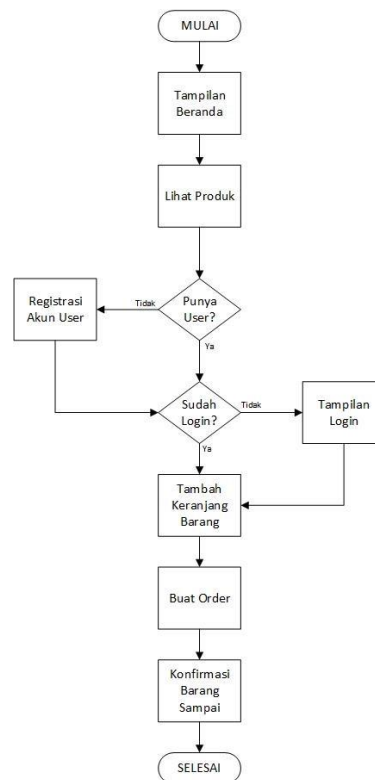 MULAI
Tampilan
Beranda
Lihat Produk
Punya
User?
Tidak
Registrasi
Akun User
Ya
Sudah
Login?
Tidak
Tampilan
Login
Ya
Tambah
Keranjang
Barang
Buat Order
Konfirmasi
Barang
Sampai
SELESAI